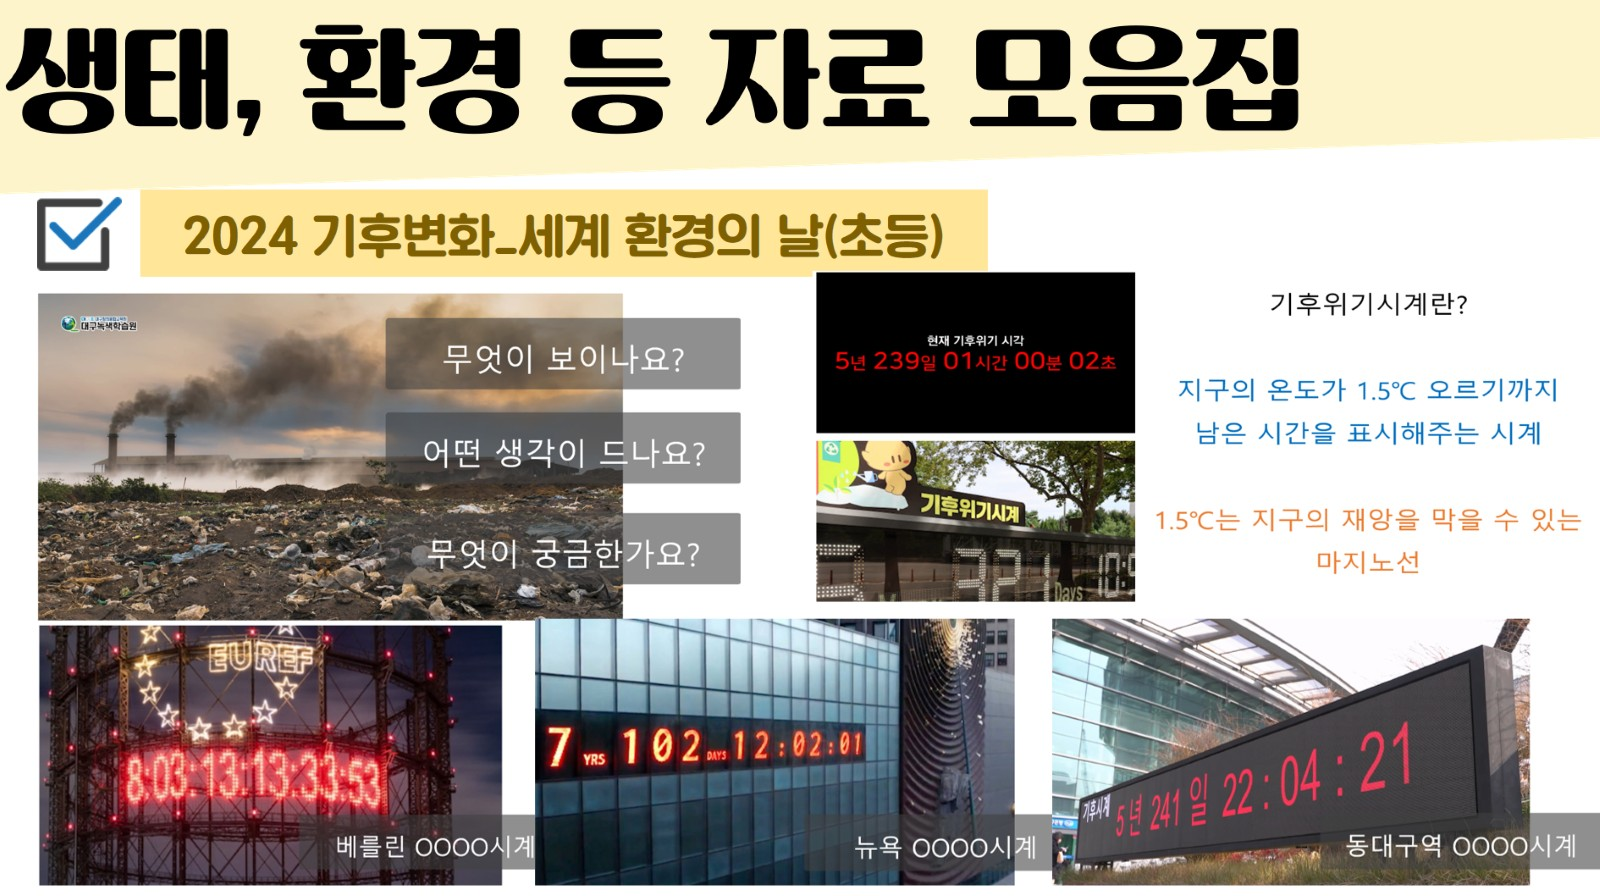 생태, 환경 등 자료 모음집
2024 기후변화_세계 환경의 날(초등)
대구녹색학습원
무엇이 보이나요?
어떤 생각이 드나요?
무엇이 궁금한가요?
현재 기후위기 시각
5년 239일 01시간 00분 02초
기후위기시계
321
Days
기후위기시계란?
지구의 온도가 1.5℃ 오르기까지
남은 시간을 표시해주는 시계
1.5℃는 지구의 재앙을 막을 수 있는
마지노선
EUREF
8:03:13:13:33:53
베를린 OOOO시계
7 YRS 102 DAYS 12:02:01
뉴욕 OOOO시계
기후시계 5년 241일 22:04:21
동대구역 OOOO시계